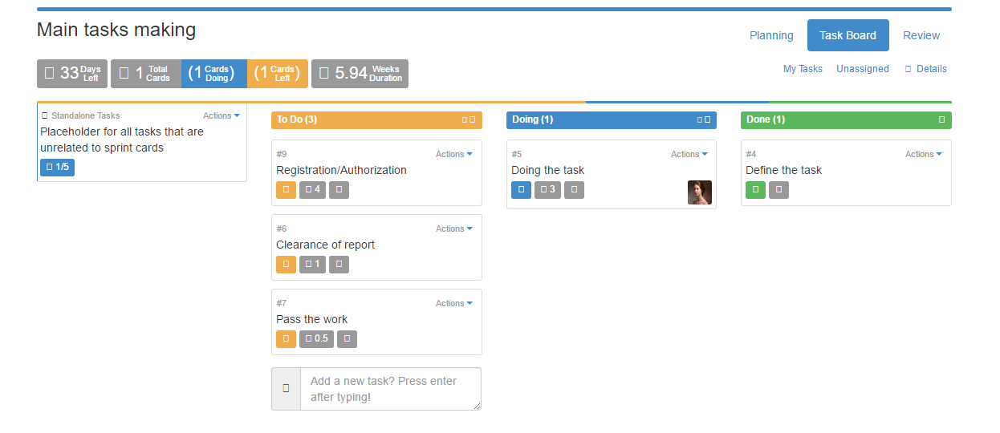 Main tasks making
Planning
Task Board
Review
33 Days Left
1 Total Cards
(1 Cards Doing)
(1 Cards Left)
5.94 Weeks Duration
My Tasks
Unassigned
Details
Standalone Tasks
Actions
Placeholder for all tasks that are
unrelated to sprint cards
1/5
To Do (3)
#9
Actions
Registration/Authorization
4
#6
Actions
Clearance of report
1
#7
Actions
Pass the work
0.5
Add a new task? Press enter
after typing!
Doing (1)
#5
Actions
Doing the task
3
Done (1)
#4
Actions
Define the task